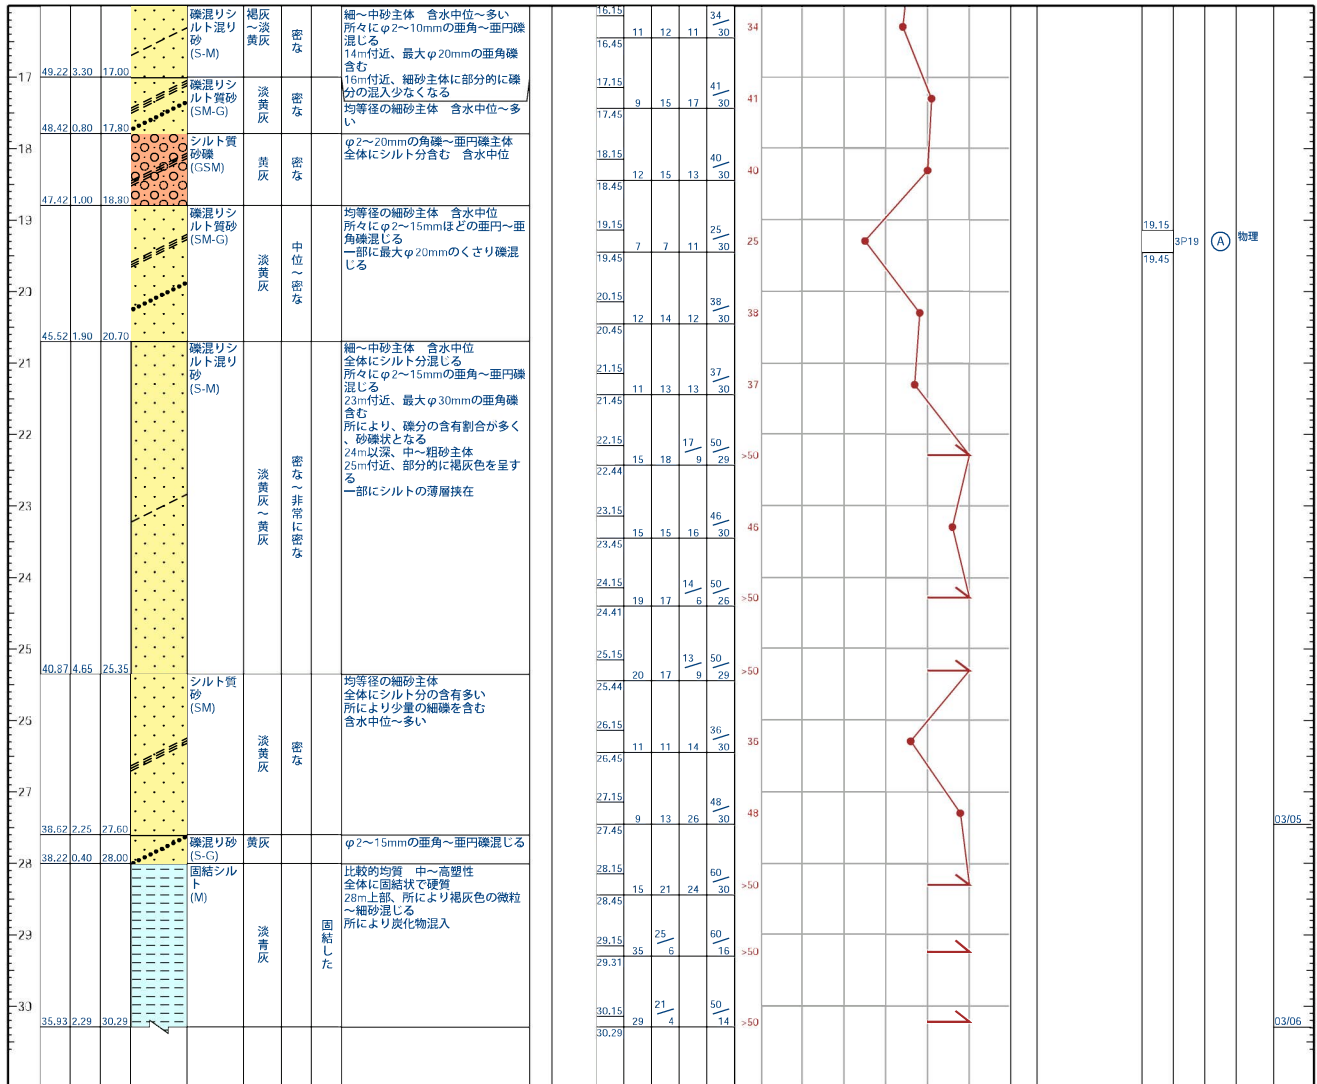 16.15
礫混りシ 褐灰 細～中砂主体 含水中位～多い 34
ルト混り ～淡 密 所々にφ2～10mmの亜角～亜円礫 11 12 11 30 34
砂 黄灰 な 混じる 16.45
(S-M) 14m付近、最大φ20mmの亜角礫
49.22 3.30 17.00 含む
17 16m付近、細砂主体に部分的に礫 17.15
礫混りシ 淡 分の混入少なくなる 41
ルト質砂 黄 密 均等径の細砂主体 含水中位～多 9 15 17 30 41
(SM-G) 灰 な い 17.45
48.42 0.80 17.80
18 シルト質 φ2～20mmの角礫～亜円礫主体 18.15
砂礫 黄 密 全体にシルト分含む 含水中位 40
(GSM) 灰 な 12 15 13 30 40
47.42 1.00 18.80 18.45
19 礫混りシ 均等径の細砂主体 含水中位 19.15 19.15
ルト質砂 所々にφ2～15mmほどの亜円～亜 25
(SM-G) 角礫混じる 7 7 11 30 25 3P19 A 物理
淡黄灰 中位～密な 一部に最大φ20mmのくさり礫混 19.45 19.45
じる
20 20.15
38
12 14 12 30 38
45.52 1.90 20.70 20.45
21 礫混りシ 細～中砂主体 含水中位
ルト混り 全体にシルト分混じる 21.15
砂 所々にφ2～15mmの亜角～亜円礫 37
(S-M) 混じる 11 13 13 30 37
23m付近、最大φ30mmの亜角礫 21.45
含む
22 所により、礫分の含有割合が多く 22.15
、砂礫状となる 17 50
24m以深、中～粗砂主体 15 18 9 29 >50
25m付近、部分的に褐灰色を呈す 22.44
る
一部にシルトの薄層挟在
23 淡黄灰～黄灰 密な～非常に密な 23.15
46
15 15 16 30 46
23.45
24 24.15
14 50
19 17 6 26 >50
24.41
25 25.15
13 50
40.87 4.65 25.35 20 17 9 29 >50
シルト質 均等径の細砂主体 25.44
砂 全体にシルト分の含有多い
(SM) 所により少量の細礫を含む
25 含水中位～多い 26.15
36
淡黄灰 密な 11 11 14 30 36
26.45
27 27.15
48
38.62 2.25 27.60 9 13 26 30 48 03/05
礫混り砂 黄灰 φ2～15mmの亜角～亜円礫混じる 27.45
38.22 0.40 28.00 (S-G)
28 固結シル 比較的均質 中～高塑性 28.15
ト 全体に固結状で硬質 60
(M) 28m上部、所により褐灰色の微粒 15 21 24 30 >50
～細砂混じる 28.45
所により炭化物混入
29 淡青灰 固結した 29.15
25 60
35 6 16 >50
29.31
30 30.15
21 50
35.93 2.29 30.29 29 4 14 >50 03/06
30.29